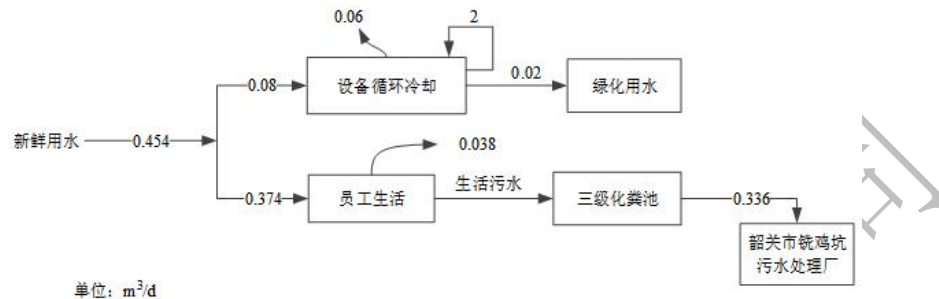 0.06
2
0.08
设备循环冷却
0.02
绿化用水
新鲜用水
0.454
0.038
0.374
员工生活
生活污水
三级化粪池
0.336
韶关市铣鸡坑
污水处理厂
单位：m³/d